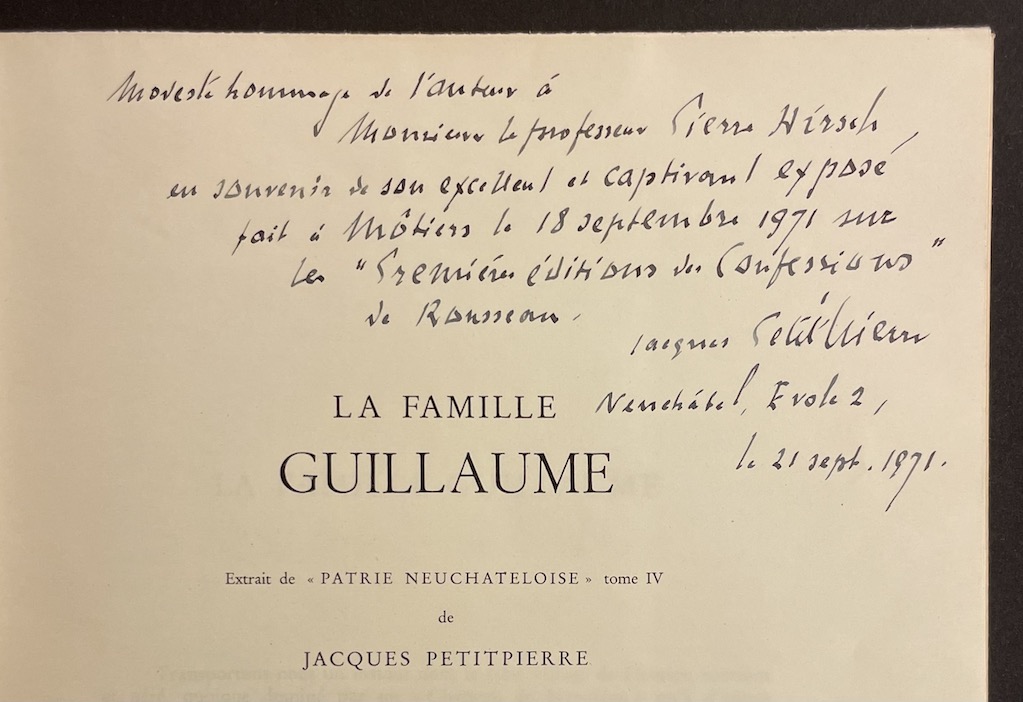 Modeste hommage de l'auteur à
Monsieur le professeur Pierre Hirsch,
en souvenir de son excellent et captivant exposé
fait à Môtiers le 18 septembre 1971 sur
les "Premières éditions des Confessions"
de Rousseau.
Jacques PetitPierre
Neuchâtel, Evole 2,
le 21 sept. 1971.
LA FAMILLE
GUILLAUME
Extrait de « PATRIE NEUCHATELOISE » tome IV
de
JACQUES PETITPIERRE